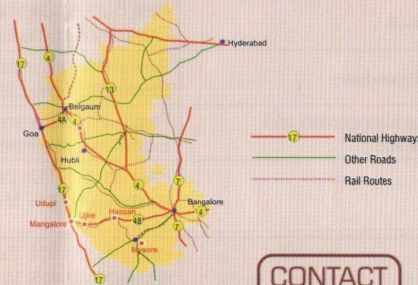 Hyderabad
17
4
13
Belgaum
4A
4
Goa
Hubli
17
4
7
Udupi
Ujire
Hassan
Bangalore
Mangalore
48
4
7
Mysore
17
17 National Highways
Other Roads
Rail Routes
CONTACT